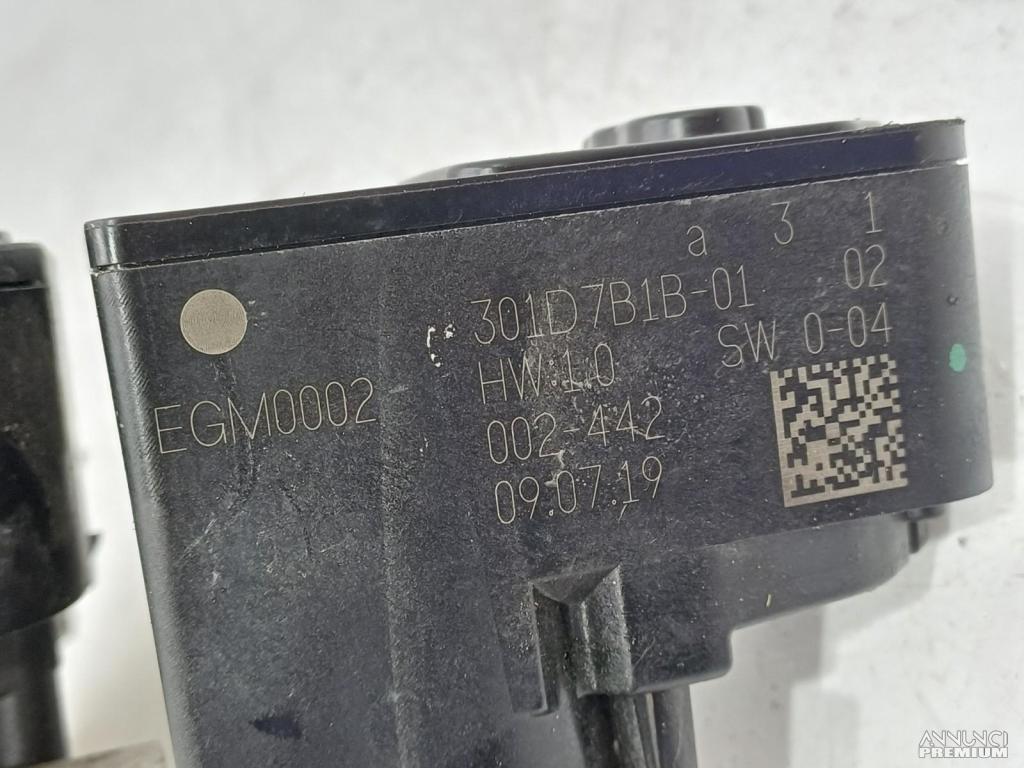 a 3 1
301D7B1B-01 02
HW:1.0 SW 0-04
EGM0002
002-442
09.07.19
ANNUNCI
PREMIUM